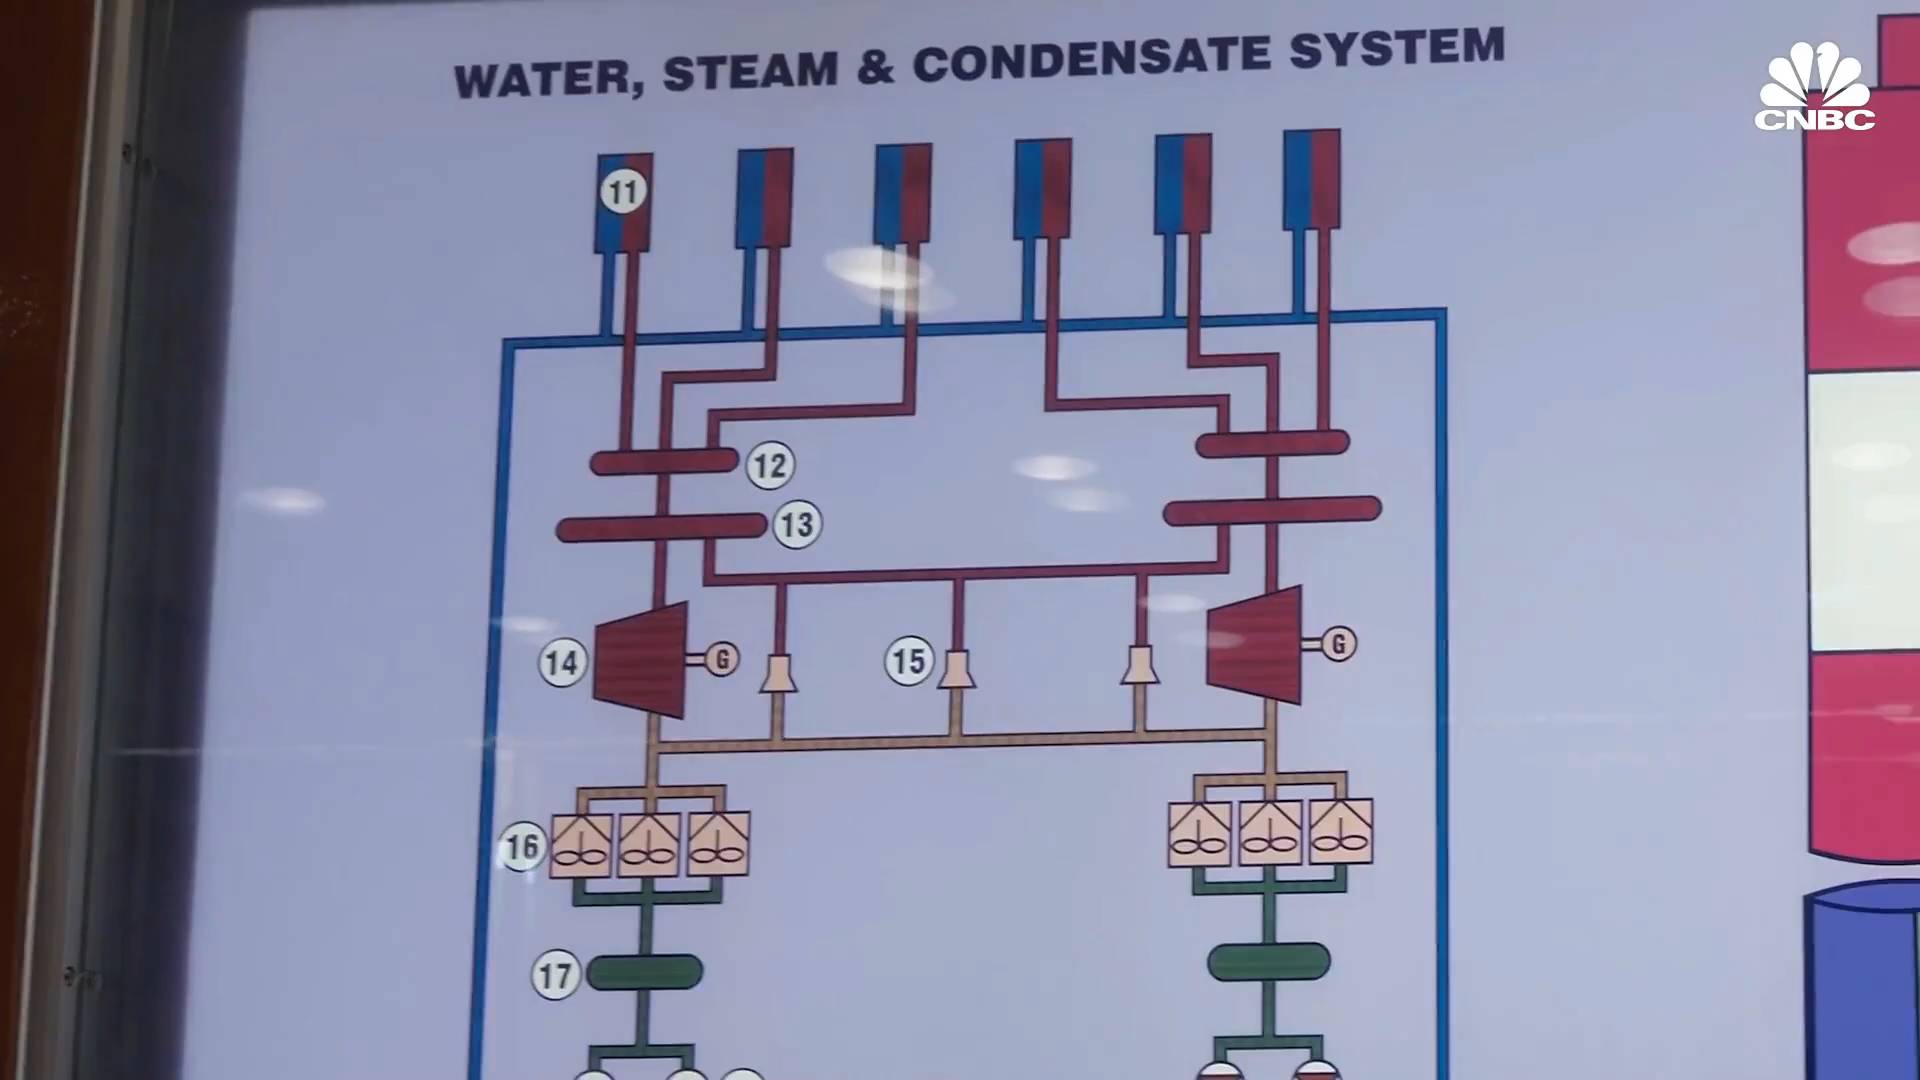 WATER, STEAM & CONDENSATE SYSTEM
CNBC
11
12
13
14
G
15
G
16
17